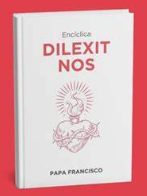 Encíclica
DILEXIT
NOS
PAPA FRANCISCO